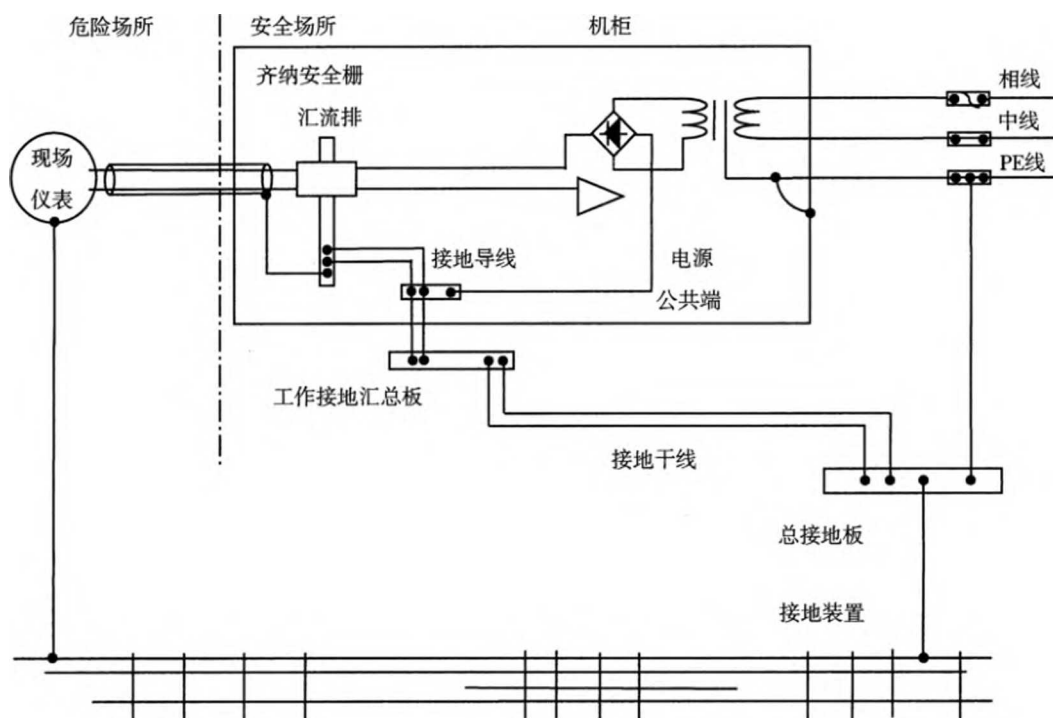 危险场所
安全场所
机柜
齐纳安全栅
汇流排
相线
中线
PE线
现场
仪表
接地导线
电源
公共端
工作接地汇总板
接地干线
总接地板
接地装置